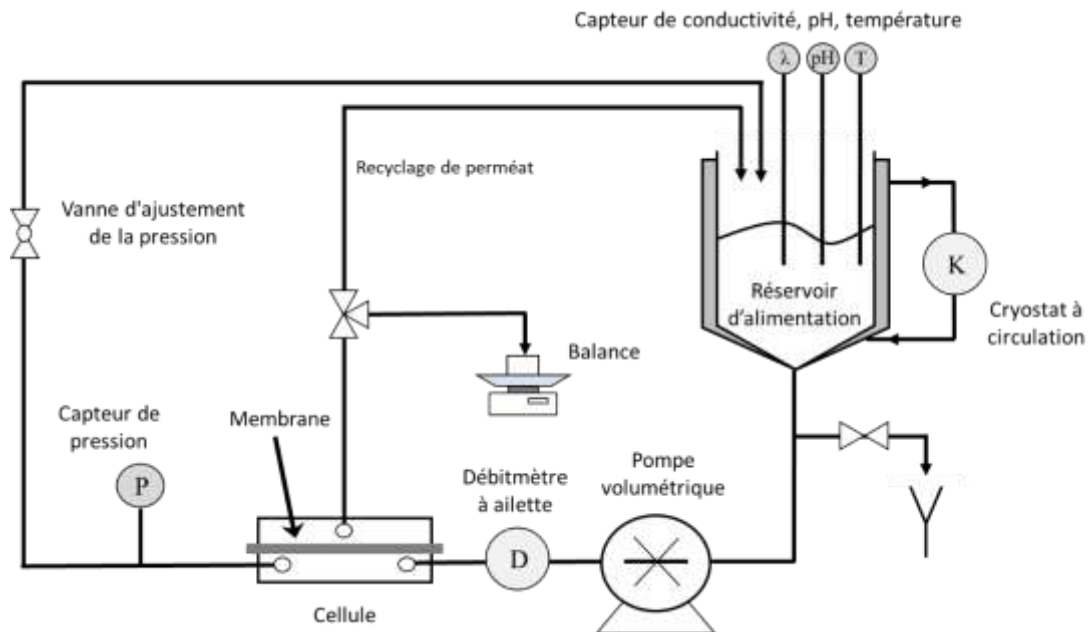 Capteur de conductivité, pH, température
λ
pH
T
Recyclage de perméat
Vanne d'ajustement
de la pression
K
Réservoir
d'alimentation
Cryostat à
circulation
Balance
Capteur de
pression
Membrane
Pompe
volumétrique
Débitmètre
à ailette
P
D
Cellule